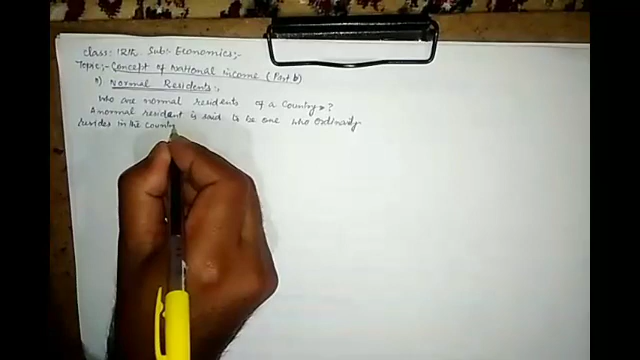 Class: 12th Sub:- Economics:-
Topic:- Concept of National income (Part b)
Normal Residents:-
Who are normal residents of a Country?
A normal resident is said to be one who ordinarily
resides in the country